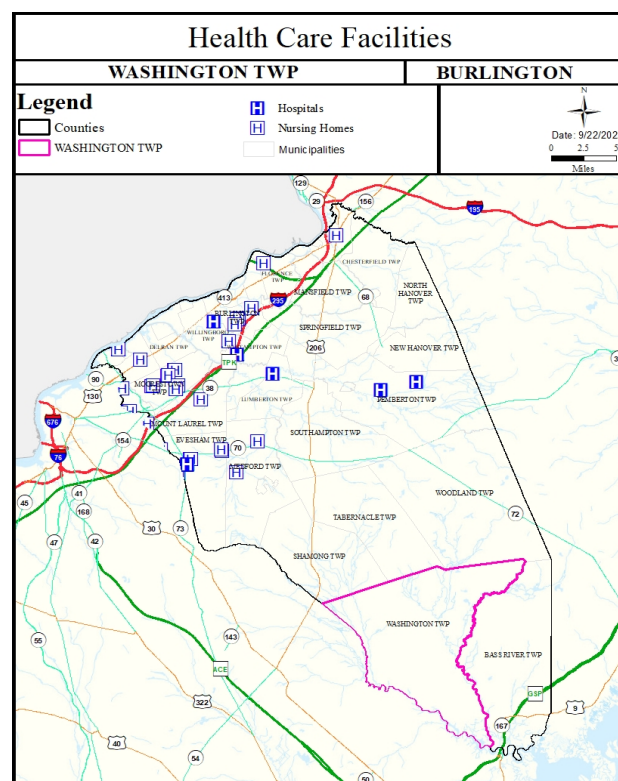 Health Care Facilities
WASHINGTON TWP
BURLINGTON
Legend
Counties
WASHINGTON TWP
Hospitals
Nursing Homes
Municipalities
N
Date: 9/22/202
0 2.5 5
Miles
129
29
156
195
CHESTERFIELD TWP
FLORENCE
TWP
NORTH
HANOVER
TWP
MANSFIELD TWP
68
413
295
BURLINGTON
TWP
SPRINGFIELD TWP
WILLINGBORO
TWP
206
NEW HANOVER TWP
DELRAN TWP
TPK
90
130
38
LUMBERTON TWP
PEMBERTON TWP
MOUNT LAUREL TWP
676
154
EVESHAM TWP
SOUTHAMPTON TWP
70
76
MEDFORD TWP
41
45
168
WOODLAND TWP
72
TABERNACLE TWP
30
73
42
47
SHAMONG TWP
WASHINGTON TWP
55
143
BASS RIVER TWP
ACE
GSP
322
9
167
40
54
50